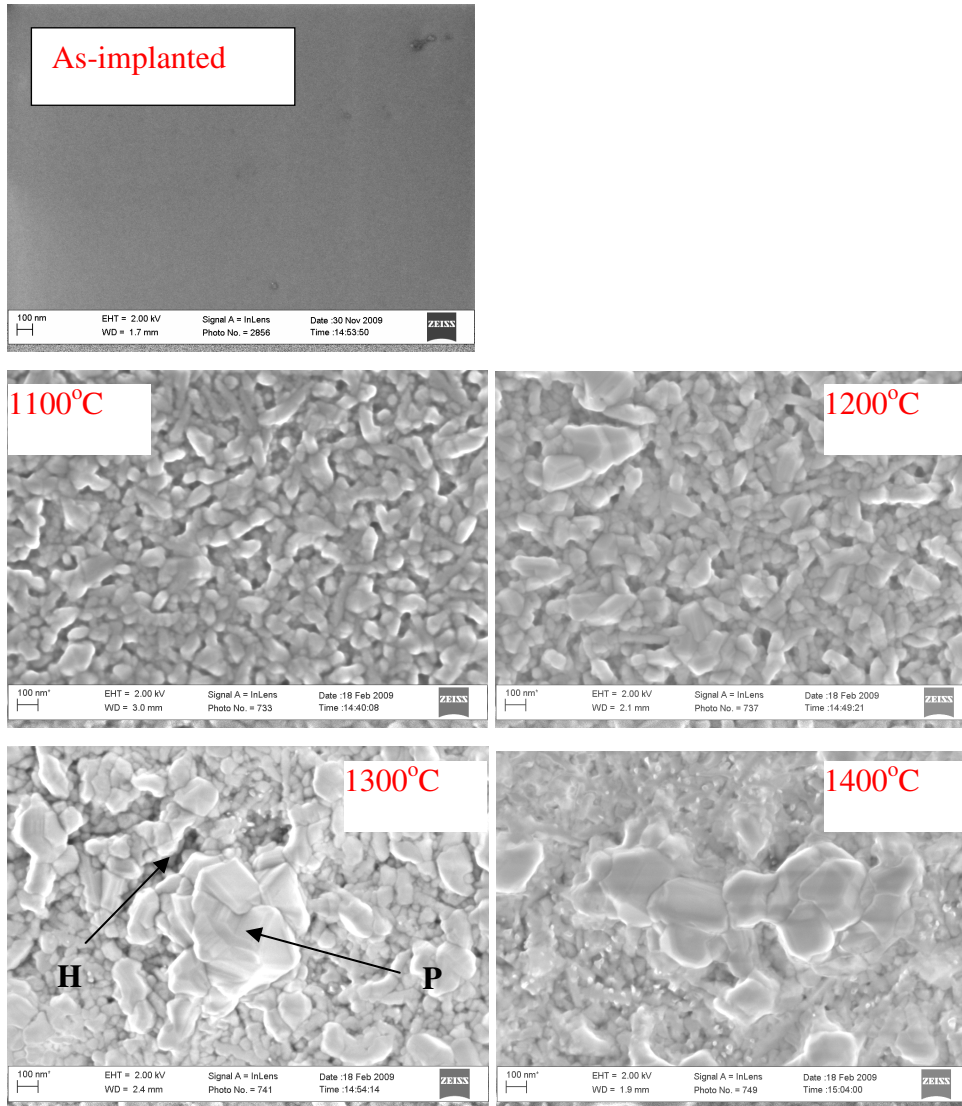 As-implanted
100 nm EHT = 2.00 kV Signal A = InLens Date :30 Nov 2009 ZEISS
WD = 1.7 mm Photo No. = 2856 Time :14:53:50
1100°C
1200°C
100 nm* EHT = 2.00 kV Signal A = InLens Date :18 Feb 2009 ZEISS
WD = 3.0 mm Photo No. = 733 Time :14:40:08
100 nm* EHT = 2.00 kV Signal A = InLens Date :18 Feb 2009 ZEISS
WD = 2.1 mm Photo No. = 737 Time :14:49:21
1300°C
1400°C
H
P
100 nm* EHT = 2.00 kV Signal A = InLens Date :18 Feb 2009 ZEISS
WD = 2.4 mm Photo No. = 741 Time :14:54:14
100 nm* EHT = 2.00 kV Signal A = InLens Date :18 Feb 2009 ZEISS
WD = 1.9 mm Photo No. = 749 Time :15:04:00